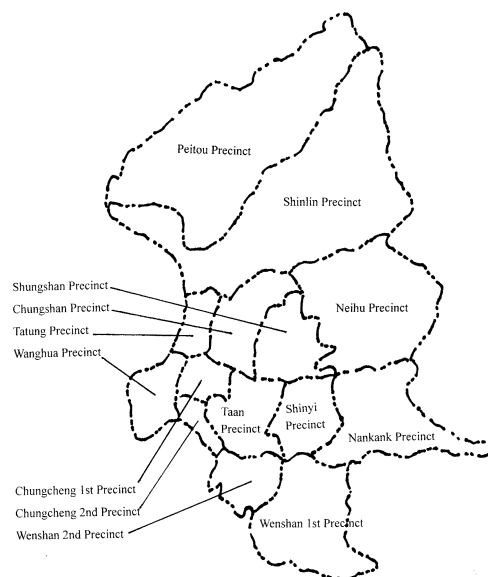 Peitou Precinct
Shinlin Precinct
Shungshan Precinct
Chungshan Precinct
Tatung Precinct
Wanghua Precinct
Neihu Precinct
Taan
Precinct
Shinyi
Precinct
Nankank Precinct
Chungcheng 1st Precinct
Chungcheng 2nd Precinct
Wenshan 2nd Precinct
Wenshan 1st Precinct